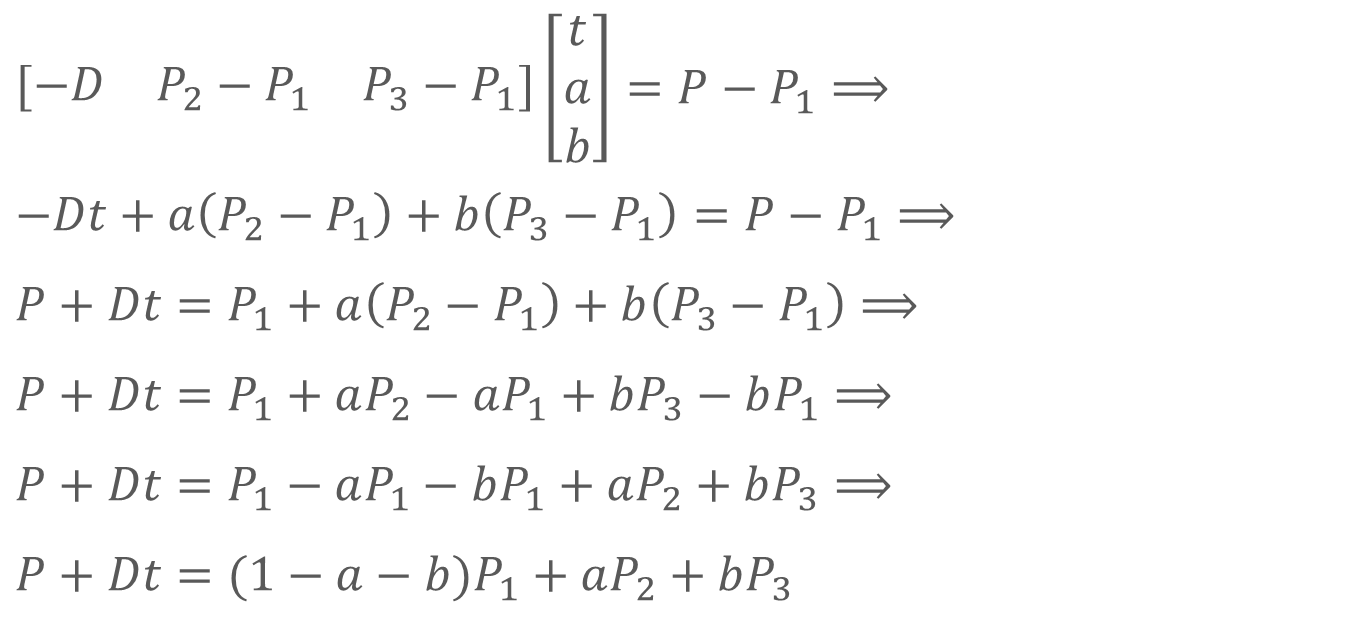 [−D P₂ − P₁ P₃ − P₁] [t a b] = P − P₁ ⟹
−Dt + a(P₂ − P₁) + b(P₃ − P₁) = P − P₁ ⟹
P + Dt = P₁ + a(P₂ − P₁) + b(P₃ − P₁) ⟹
P + Dt = P₁ + aP₂ − aP₁ + bP₃ − bP₁ ⟹
P + Dt = P₁ − aP₁ − bP₁ + aP₂ + bP₃ ⟹
P + Dt = (1 − a − b)P₁ + aP₂ + bP₃